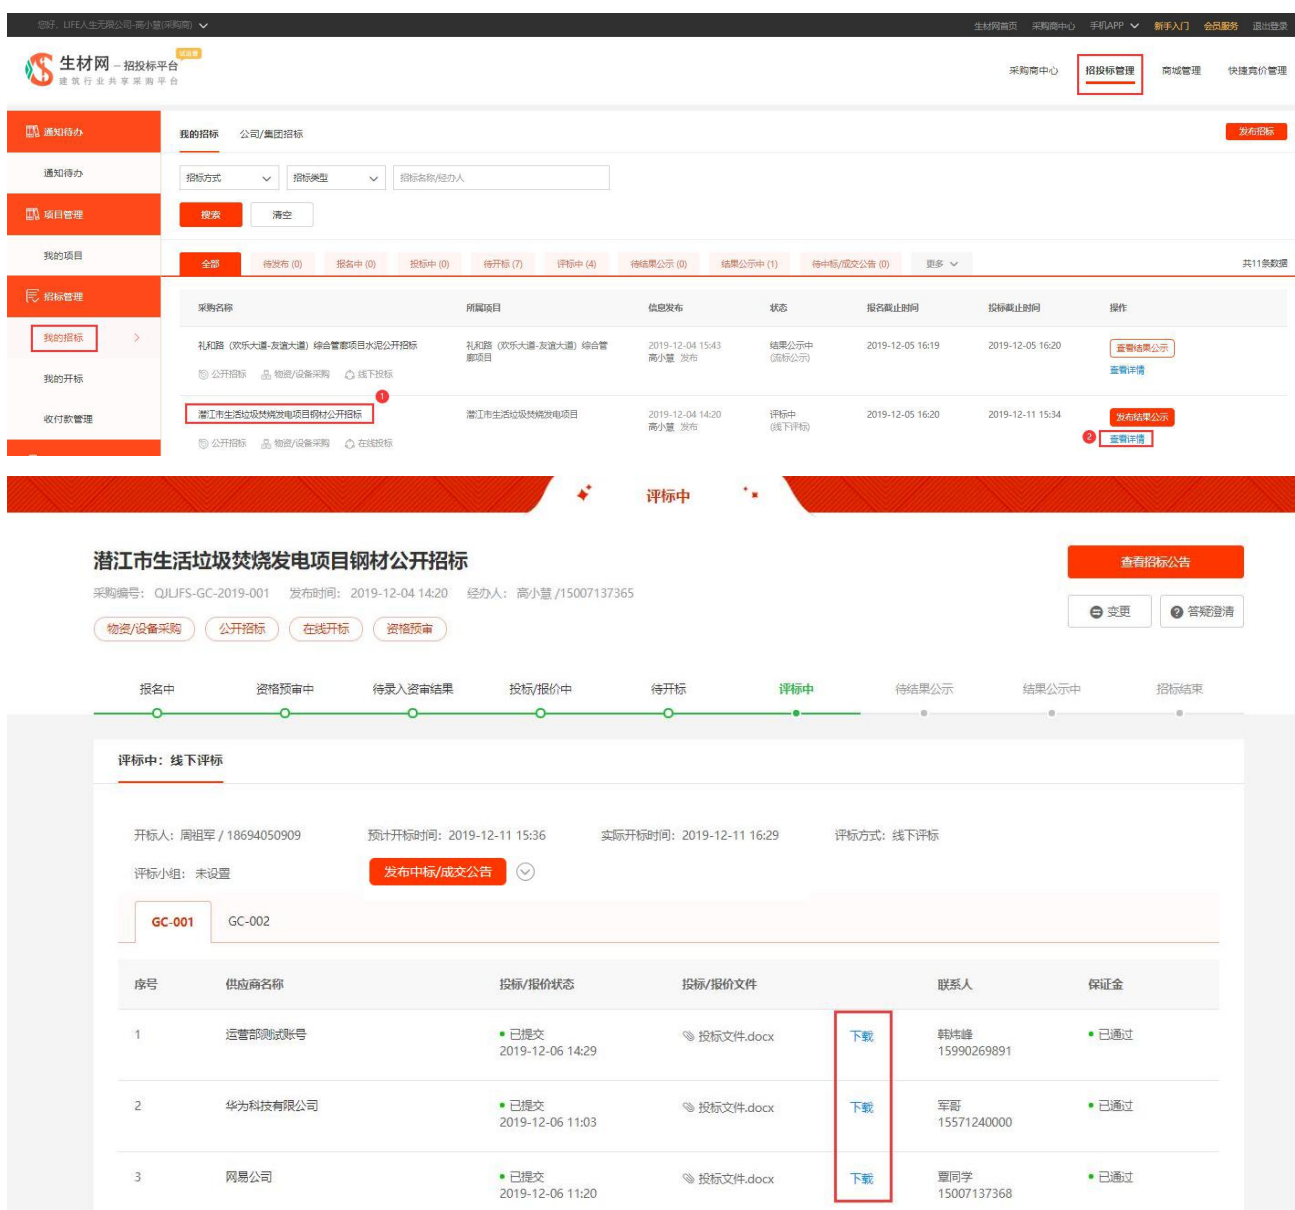 您好, LIFE人生无限公司-高小慧(采购商)
生材网首页 采购商中心 手机APP 新手入门 会员服务 退出登录
生材网 – 招投标平台
建筑行业共享采购平台
采购商中心 招投标管理 商城管理 快捷竞价管理
通知待办
通知待办
项目管理
我的项目
招标管理
我的招标
我的开标
收付款管理
我的招标 公司/集团招标 发布招标
招标方式 招标类型 招标名称/经办人
搜索 清空
全部 待发布 (0) 报名中 (0) 投标中 (0) 待开标 (7) 评标中 (4) 待结果公示 (0) 结果公示中 (1) 待中标/成交公告 (0) 更多 共11条数据
采购名称 所属项目 信息发布 状态 报名截止时间 投标截止时间 操作
礼和路（欢乐大道-友谊大道）综合管廊项目水泥公开招标 礼和路（欢乐大道-友谊大道）综合管廊项目 2019-12-04 15:43 高小慧 发布 结果公示中 (流标公示) 2019-12-05 16:19 2019-12-05 16:20 查看结果公示
公开招标 物资/设备采购 线下投标 查看详情
1
潜江市生活垃圾焚烧发电项目钢材公开招标 潜江市生活垃圾焚烧发电项目 2019-12-04 14:20 高小慧 发布 评标中 (线下评标) 2019-12-05 16:20 2019-12-11 15:34 发布结果公示
公开招标 物资/设备采购 在线投标 2 查看详情
评标中
潜江市生活垃圾焚烧发电项目钢材公开招标 查看招标公告
采购编号: QJLJFS-GC-2019-001 发布时间: 2019-12-04 14:20 经办人: 高小慧 /15007137365
变更 答疑澄清
物资/设备采购 公开招标 在线开标 资格预审
报名中 资格预审中 待录入资审结果 投标/报价中 待开标 评标中 待结果公示 结果公示中 招标结束
评标中: 线下评标
开标人: 周祖军 / 18694050909 预计开标时间: 2019-12-11 15:36 实际开标时间: 2019-12-11 16:29 评标方式: 线下评标
评标小组: 未设置 发布中标/成交公告
GC-001 GC-002
序号 供应商名称 投标/报价状态 投标/报价文件 联系人 保证金
1 运营部测试账号 已提交 投标文件.docx 下载 韩炜峰 已通过
2019-12-06 14:29 15990269891
2 华为科技有限公司 已提交 投标文件.docx 下载 军哥 已通过
2019-12-06 11:03 15571240000
3 网易公司 已提交 投标文件.docx 下载 覃同学 已通过
2019-12-06 11:20 15007137368